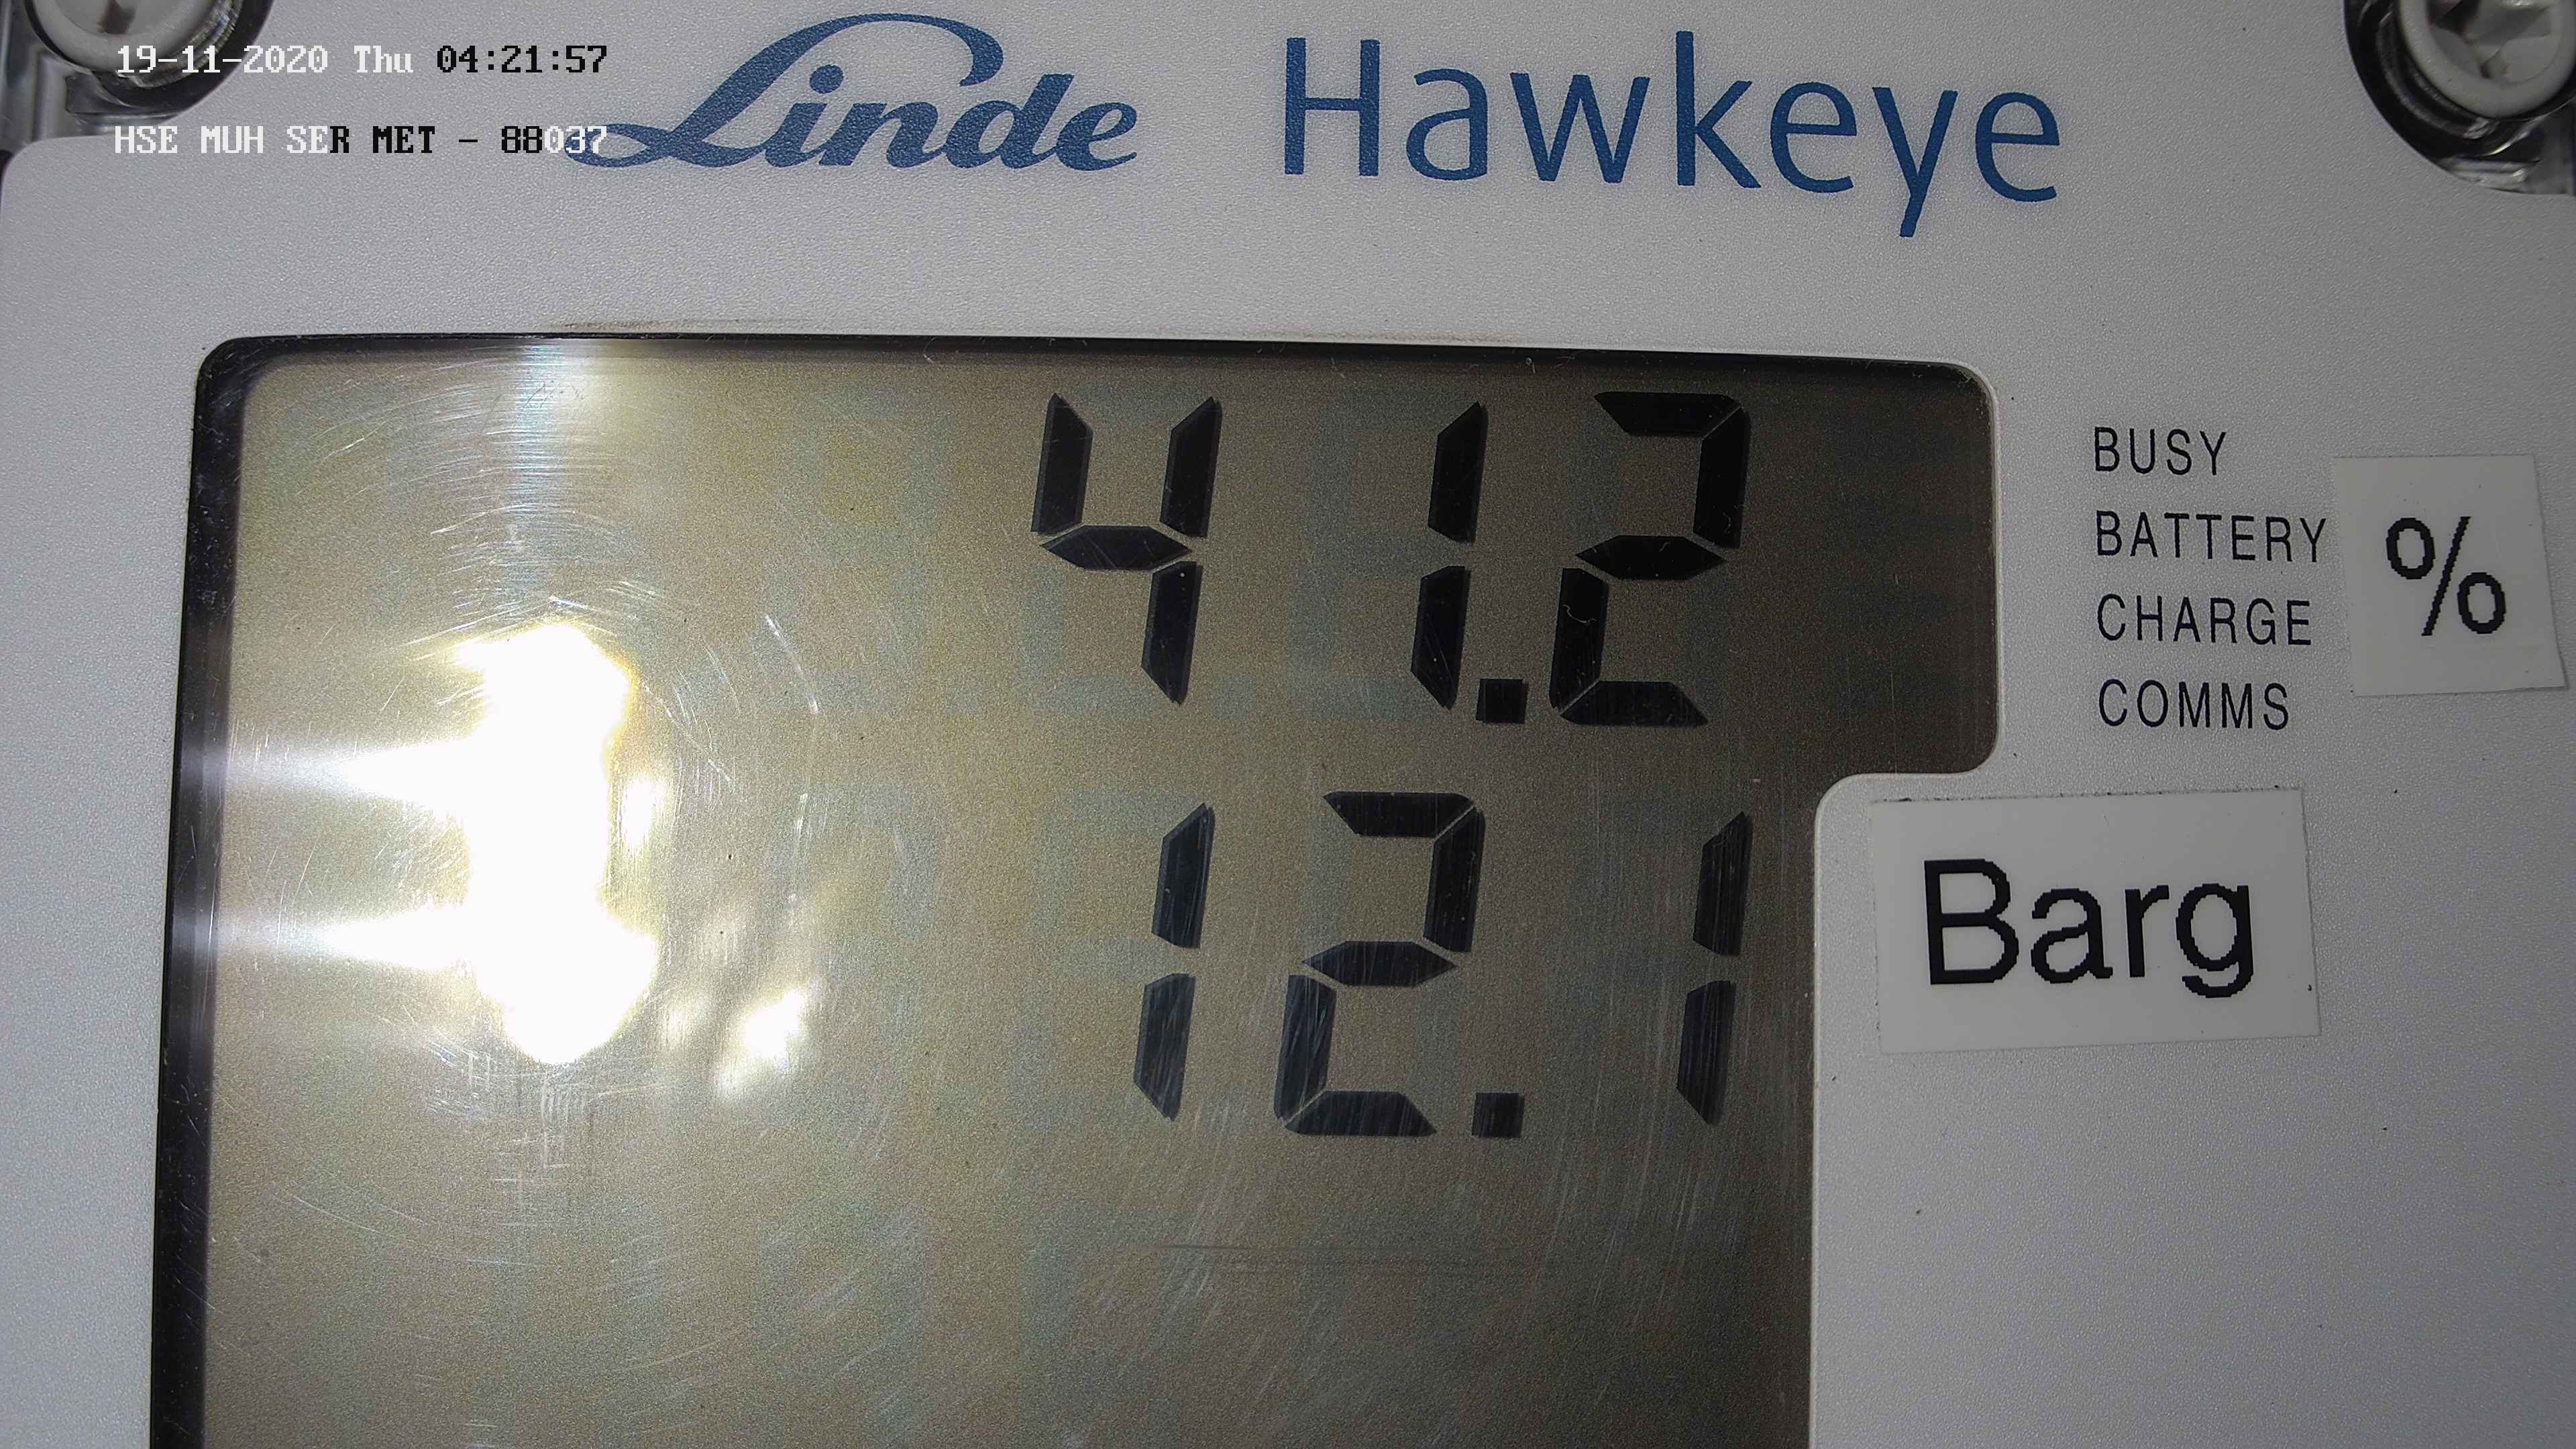 19-11-2020 Thu 04:21:57
HSE MUH SER MET - 88037
Linde Hawkeye
41.2
BUSY
BATTERY
CHARGE
COMMS
%
12.1
Barg